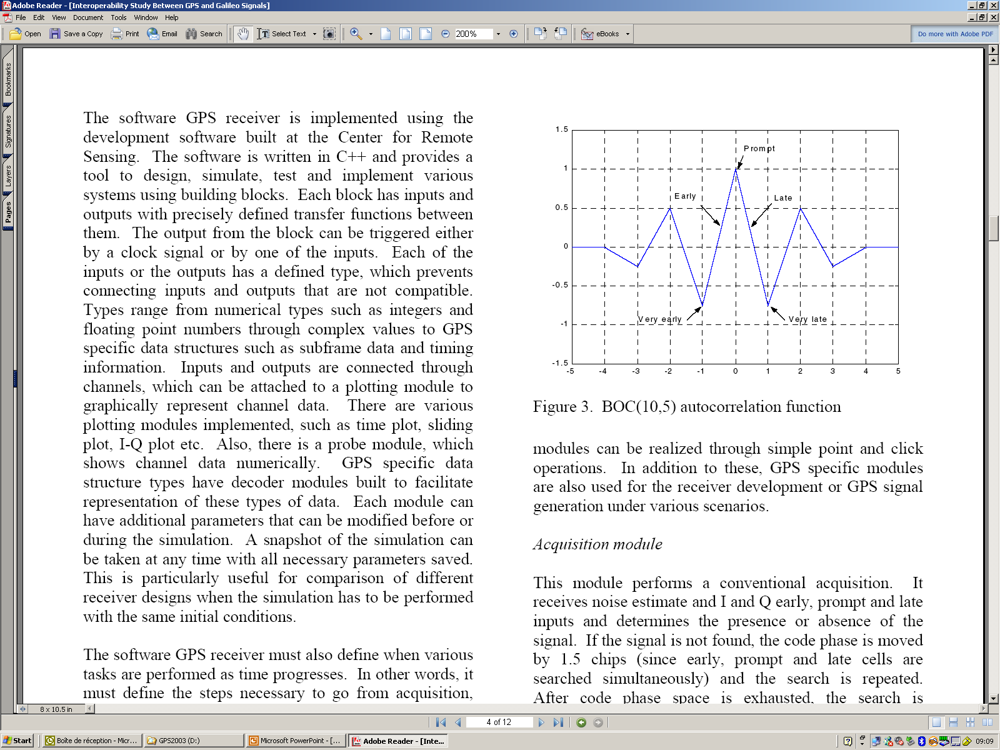 Adobe Reader - [Interoperability Study Between GPS and Galileo Signals]
File Edit View Document Tools Window Help
Open Save a Copy Print Email Search Select Text 200% eBooks Do more with Adobe PDF
Bookmarks
Signatures
Layers
Pages
The software GPS receiver is implemented using the
development software built at the Center for Remote
Sensing. The software is written in C++ and provides a
tool to design, simulate, test and implement various
systems using building blocks. Each block has inputs and
outputs with precisely defined transfer functions between
them. The output from the block can be triggered either
by a clock signal or by one of the inputs. Each of the
inputs or the outputs has a defined type, which prevents
connecting inputs and outputs that are not compatible.
Types range from numerical types such as integers and
floating point numbers through complex values to GPS
specific data structures such as subframe data and timing
information. Inputs and outputs are connected through
channels, which can be attached to a plotting module to
graphically represent channel data. There are various
plotting modules implemented, such as time plot, sliding
plot, I-Q plot etc. Also, there is a probe module, which
shows channel data numerically. GPS specific data
structure types have decoder modules built to facilitate
representation of these types of data. Each module can
have additional parameters that can be modified before or
during the simulation. A snapshot of the simulation can
be taken at any time with all necessary parameters saved.
This is particularly useful for comparison of different
receiver designs when the simulation has to be performed
with the same initial conditions.
The software GPS receiver must also define when various
tasks are performed as time progresses. In other words, it
must define the steps necessary to go from acquisition,
1.5
Prompt
1
Early
Late
0.5
0
-0.5
Very early
Very late
-1
-1.5
-5 -4 -3 -2 -1 0 1 2 3 4 5
Figure 3. BOC(10,5) autocorrelation function
modules can be realized through simple point and click
operations. In addition to these, GPS specific modules
are also used for the receiver development or GPS signal
generation under various scenarios.
Acquisition module
This module performs a conventional acquisition. It
receives noise estimate and I and Q early, prompt and late
inputs and determines the presence or absence of the
signal. If the signal is not found, the code phase is moved
by 1.5 chips (since early, prompt and late cells are
searched simultaneously) and the search is repeated.
After code phase space is exhausted, the search is
8 x 10.5 in
4 of 12
Start Boîte de réception - Micr... GPS2003 (D:) Microsoft PowerPoint - [... Adobe Reader - [Inte... 09:09